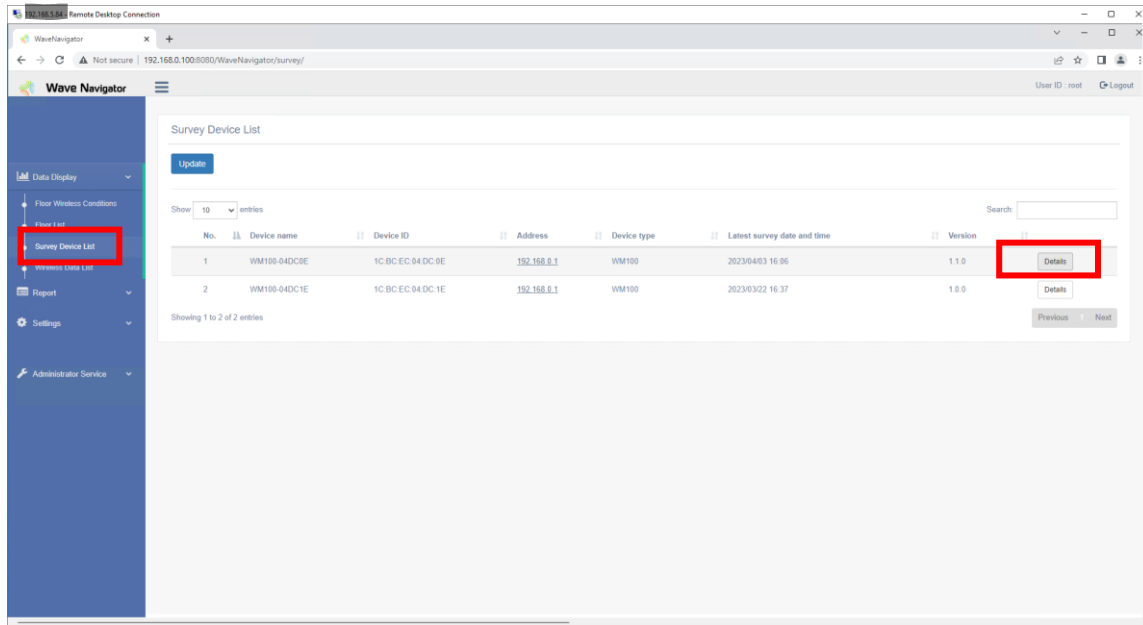 192.168.5.84 - Remote Desktop Connection
WaveNavigator
Not secure | 192.168.0.100:8080/WaveNavigator/survey/
Wave Navigator
User ID : root Logout
Survey Device List
Update
Data Display
Floor Wireless Conditions
Floor List
Survey Device List
Wireless Data List
Report
Settings
Administrator Service
Show 10 entries
Search:
No. Device name Device ID Address Device type Latest survey date and time Version
1 WM100-04DC0E 1C:BC:EC:04:DC:0E 192.168.0.1 WM100 2023/04/03 16:06 1.1.0 Details
2 WM100-04DC1E 1C:BC:EC:04:DC:1E 192.168.0.1 WM100 2023/03/22 16:37 1.0.0 Details
Showing 1 to 2 of 2 entries
Previous 1 Next